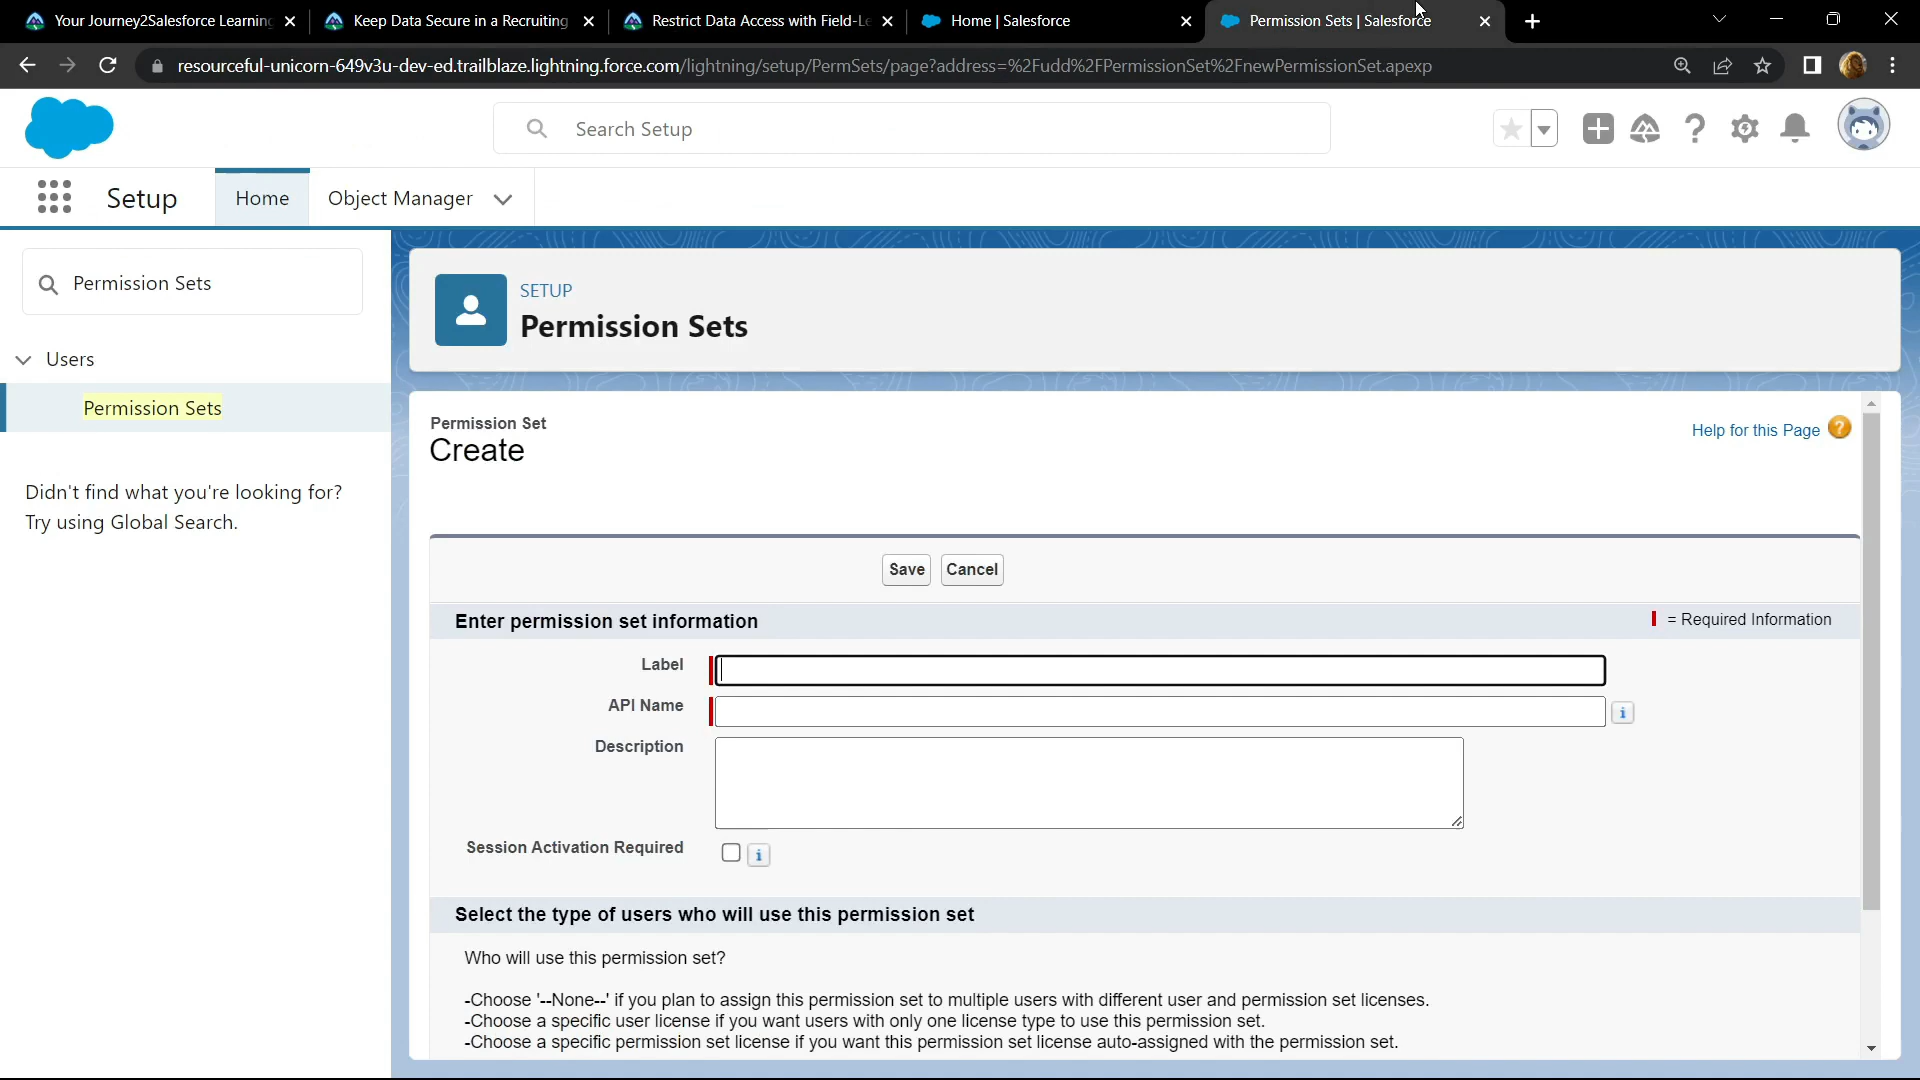 Your Journey2Salesforce Learning
Keep Data Secure in a Recruiting
Restrict Data Access with Field-Le
Home | Salesforce
Permission Sets | Salesforce
resourceful-unicorn-649v3u-dev-ed.trailblaze.lightning.force.com/lightning/setup/PermSets/page?address=%2Fudd%2FPermissionSet%2FnewPermissionSet.apexp
Search Setup
Setup
Home
Object Manager
Permission Sets
Users
Permission Sets
Didn't find what you're looking for?
Try using Global Search.
SETUP
Permission Sets
Permission Set
Create
Help for this Page
Save
Cancel
Enter permission set information
= Required Information
Label
API Name
Description
Session Activation Required
Select the type of users who will use this permission set
Who will use this permission set?
-Choose '--None--' if you plan to assign this permission set to multiple users with different user and permission set licenses.
-Choose a specific user license if you want users with only one license type to use this permission set.
-Choose a specific permission set license if you want this permission set license auto-assigned with the permission set.